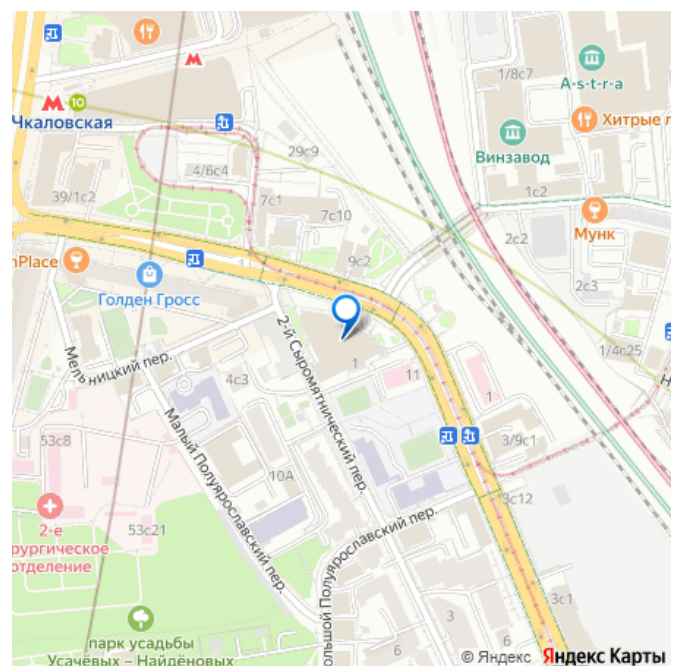 1/8с7
A-s-t-r-a
10
Чкаловская
Хитрые л
29с9
Винзавод
4/6с4
39/1с2
7с1
1с2
7с10
Мунк
2с2
nPlace
9с2
Голден Гросс
2с3
Мельницкий пер.
2-й Сыромятнический пер.
1/4с25
1
4с3
11
1
Н
53с8
Малый Полуярославский пер.
3/9с1
10А
3с12
2-е
рургическое
отделение
53с21
ольшой Полуярославский пер.
3с1
3
6
парк усадьбы
Усачёвых – Найдёновых
6
© Яндекс Яндекс Карты